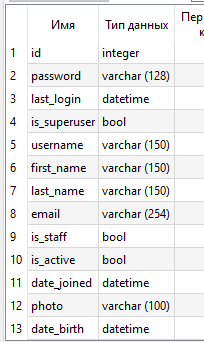 Имя Тип данных Пер к
1 id integer
2 password varchar (128)
3 last_login datetime
4 is_superuser bool
5 username varchar (150)
6 first_name varchar (150)
7 last_name varchar (150)
8 email varchar (254)
9 is_staff bool
10 is_active bool
11 date_joined datetime
12 photo varchar (100)
13 date_birth datetime